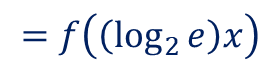 = f((log₂ e)x)